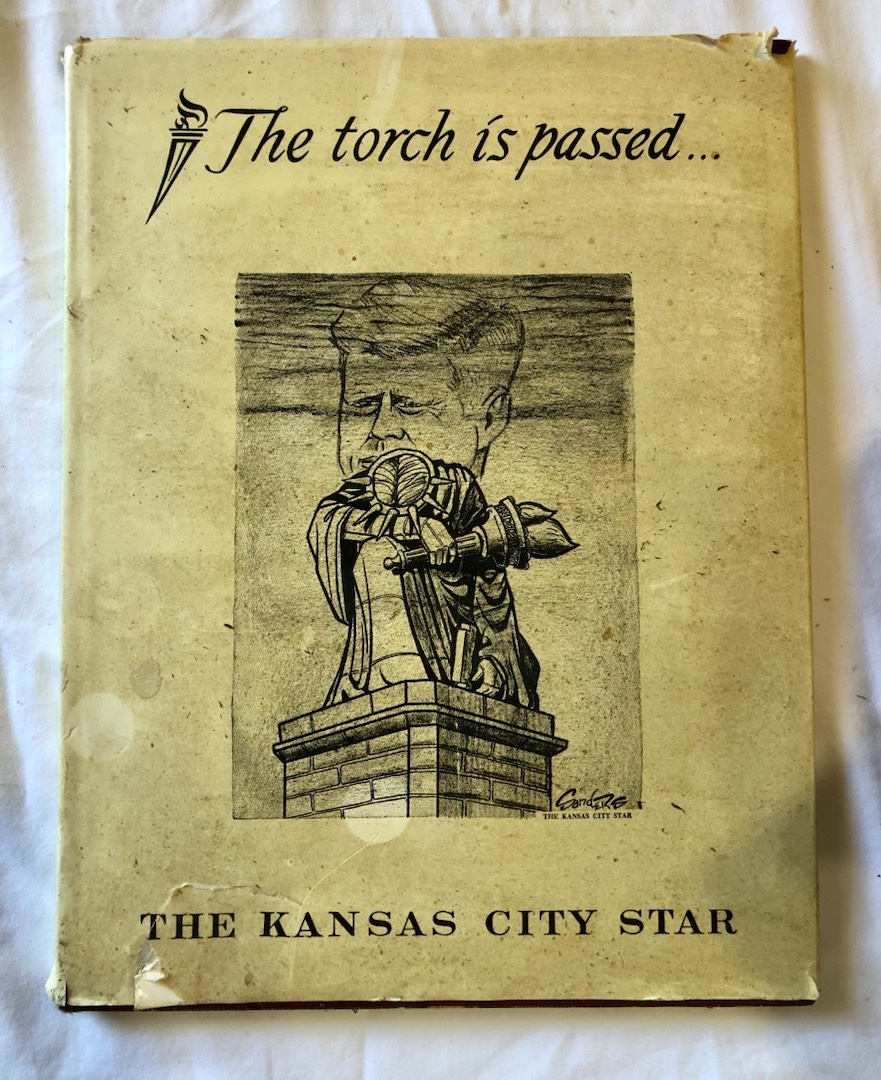 The torch is passed...
Sanders
THE KANSAS CITY STAR
THE KANSAS CITY STAR